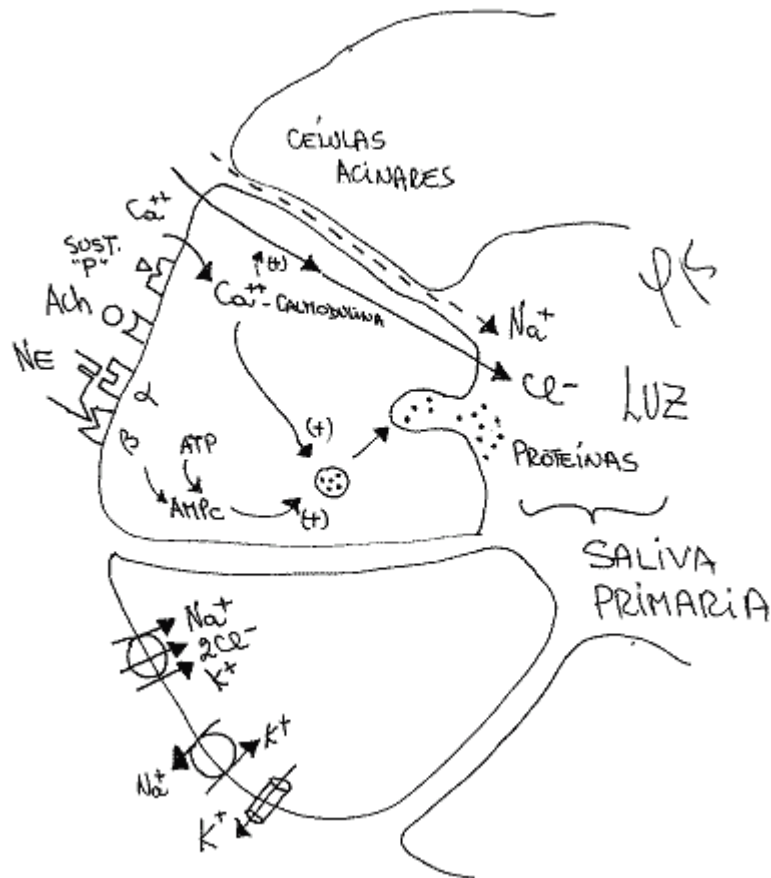 CÉLULAS
ACINARES
Ca++
SUST.
"P"
(+)
Ca++-CALMODULINA
Ach
NE
Na+
Cl-
LUZ
α
β
ATP
(+)
PROTEÍNAS
AMPc
(+)
SALIVA
PRIMARIA
Na+
2Cl-
K+
K+
Na+
K+